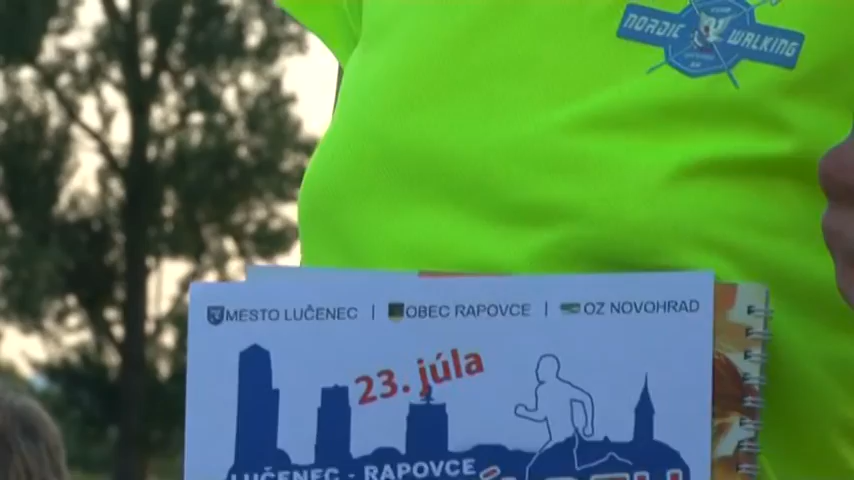 NORDIC WALKING
MESTO LUČENEC | OBEC RAPOVCE | OZ NOVOHRAD
23. júla
LUČENEC - RAPOVCE